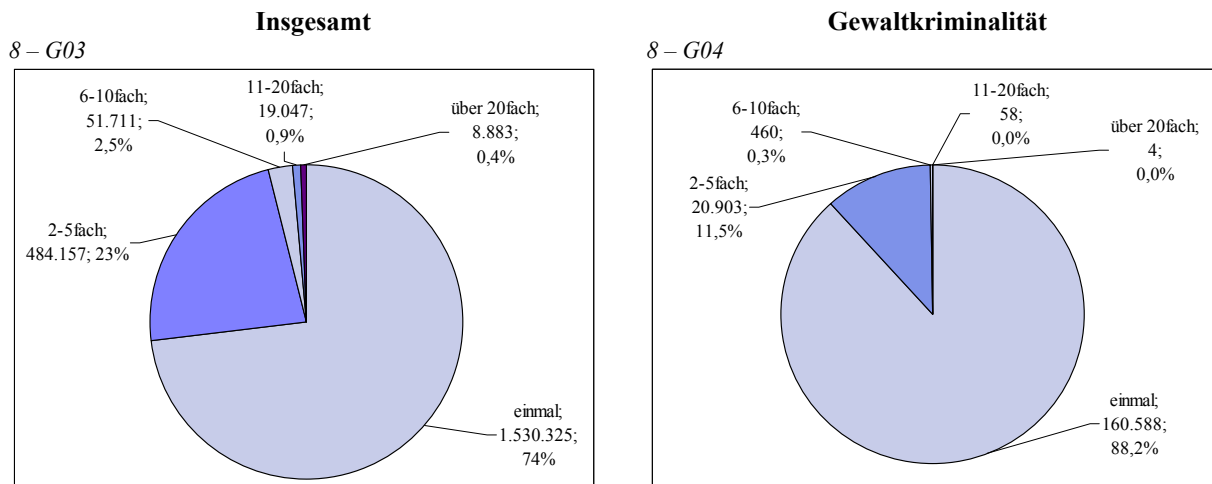 Insgesamt
8 – G03
6-10fach;
51.711;
2,5%
11-20fach;
19.047;
0,9%
über 20fach;
8.883;
0,4%
2-5fach;
484.157; 23%
einmal;
1.530.325;
74%
Gewaltkriminalität
8 – G04
6-10fach;
460;
0,3%
11-20fach;
58;
0,0%
über 20fach;
4;
0,0%
2-5fach;
20.903;
11,5%
einmal;
160.588;
88,2%